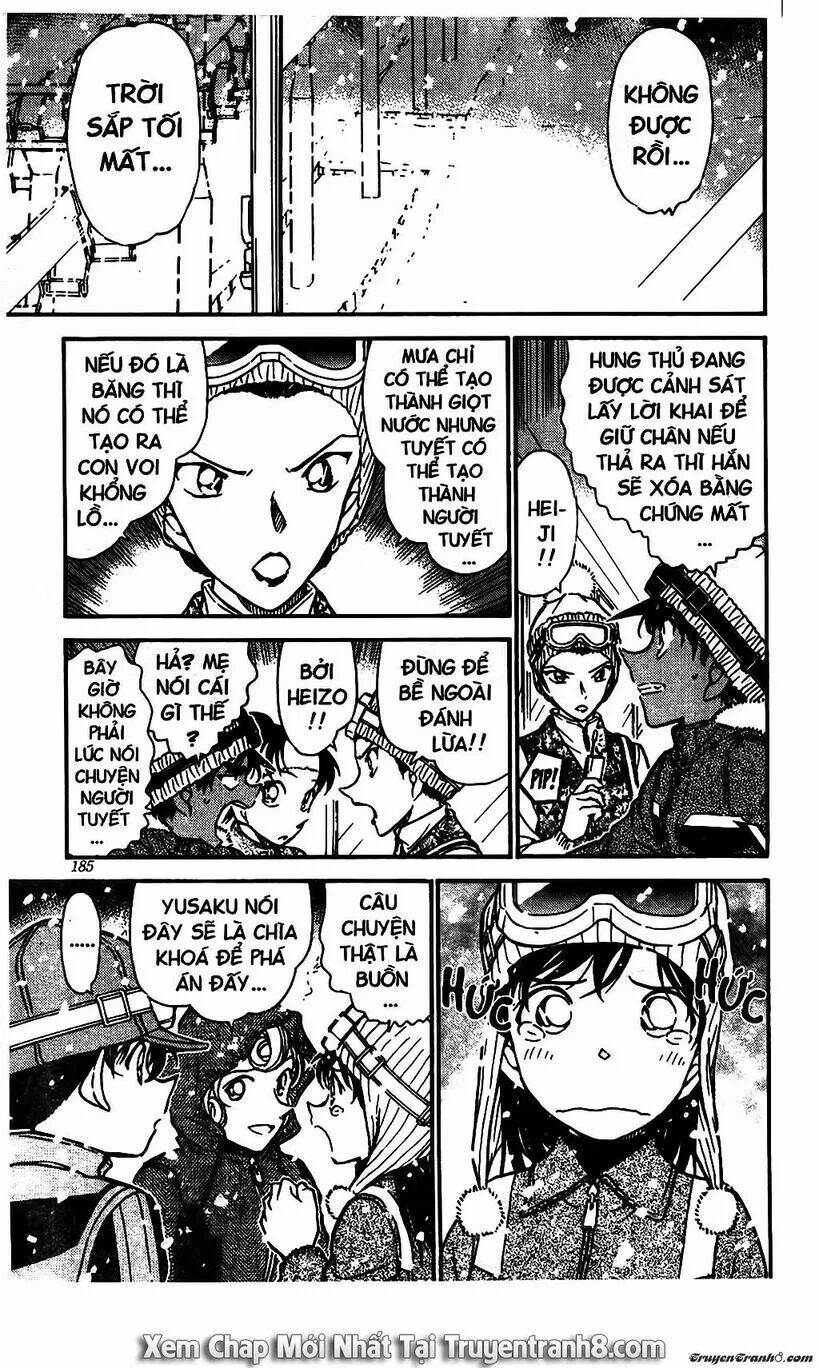 KHÔNG
ĐƯỢC
RỒI...
TRỜI
SẮP TỐI
MẤT...
HUNG THỦ ĐANG
ĐƯỢC CẢNH SÁT
LẤY LỜI KHAI ĐỂ
GIỮ CHÂN NẾU
THẢ RA THÌ HẮN
SẼ XÓA BẰNG
CHỨNG MẤT
...
HEI-
JI
!!
PIP!
MƯA CHỈ
CÓ THỂ TẠO
THÀNH GIỌT
NƯỚC NHƯNG
TUYẾT CÓ
THỂ TẠO
THÀNH
NGƯỜI
TUYẾT
...
NẾU ĐÓ LÀ
BĂNG THÌ
NÓ CÓ THỂ
TẠO RA
CON VOI
KHỔNG
LỒ...
ĐỪNG ĐỂ
BỀ NGOÀI
ĐÁNH
LỪA!!
BỞI
HEIZO
!!
HẢ? MẸ
NÓI CÁI
GÌ THẾ
?
BÂY
GIỜ
KHÔNG
PHẢI
LÚC NÓI
CHUYỆN
NGƯỜI
TUYẾT
...
185
HỨC
HỨC
CÂU
CHUYỆN
THẬT LÀ
BUỒN
...
YUSAKU NÓI
ĐÂY SẼ LÀ CHÌA
KHOÁ ĐỂ PHÁ
ÁN ĐẤY...
......
Xem Chap Mới Nhất Tại Truyentranh8.com
TruyenTranh8.com